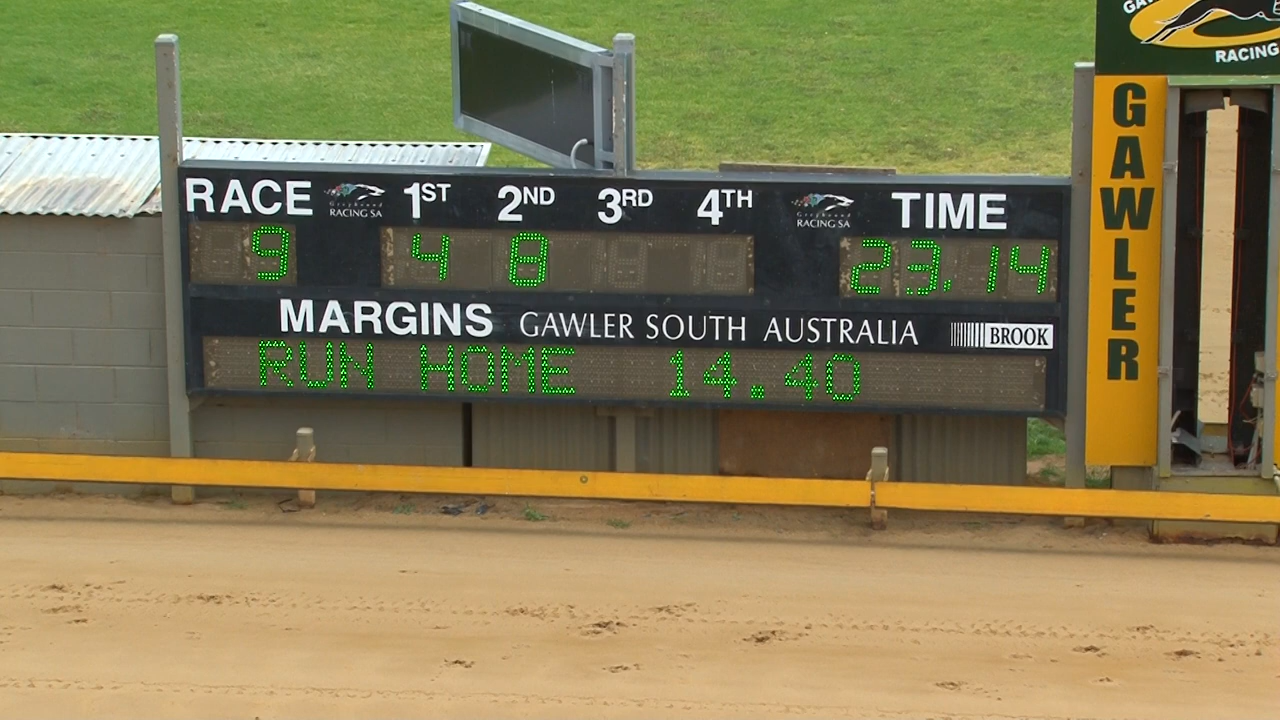 GAWLER
RACING
RACE
Greyhound
RACING SA
1ST 2ND 3RD 4TH
Greyhound
RACING SA
TIME
9 4 8 23.14
MARGINS GAWLER SOUTH AUSTRALIA BROOK
RUN HOME 14.40